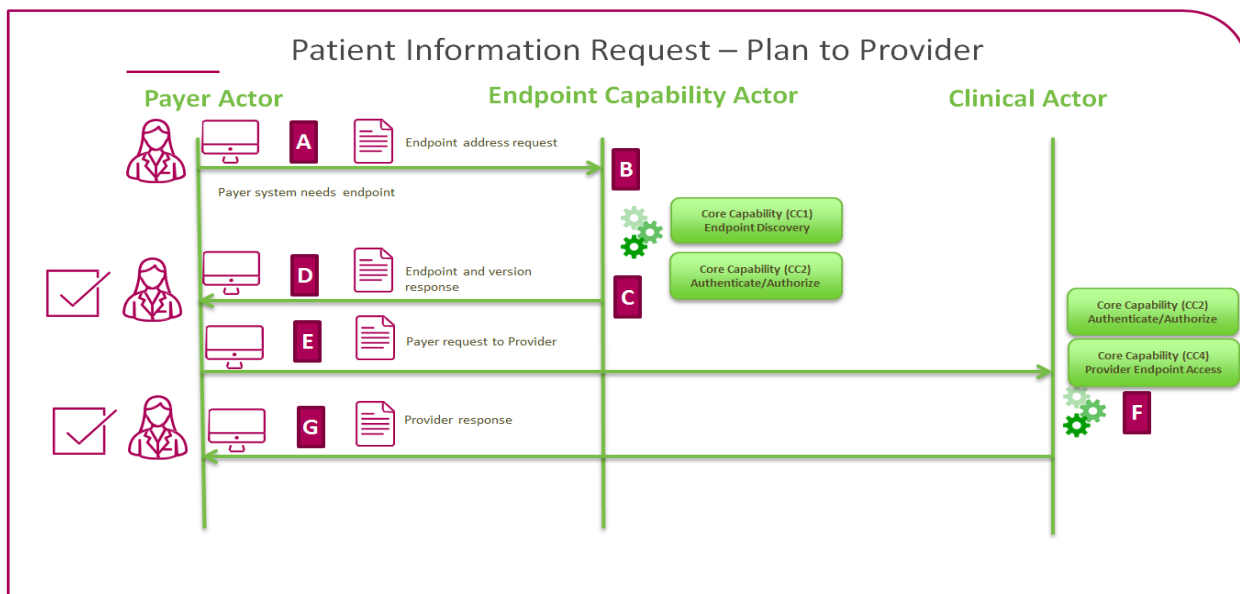 Patient Information Request – Plan to Provider
Payer Actor
Endpoint Capability Actor
Clinical Actor
A
Endpoint address request
B
Payer system needs endpoint
Core Capability (CC1)
Endpoint Discovery
D
Endpoint and version
response
Core Capability (CC2)
Authenticate/Authorize
C
Core Capability (CC2)
Authenticate/Authorize
E
Payer request to Provider
Core Capability (CC4)
Provider Endpoint Access
G
Provider response
F